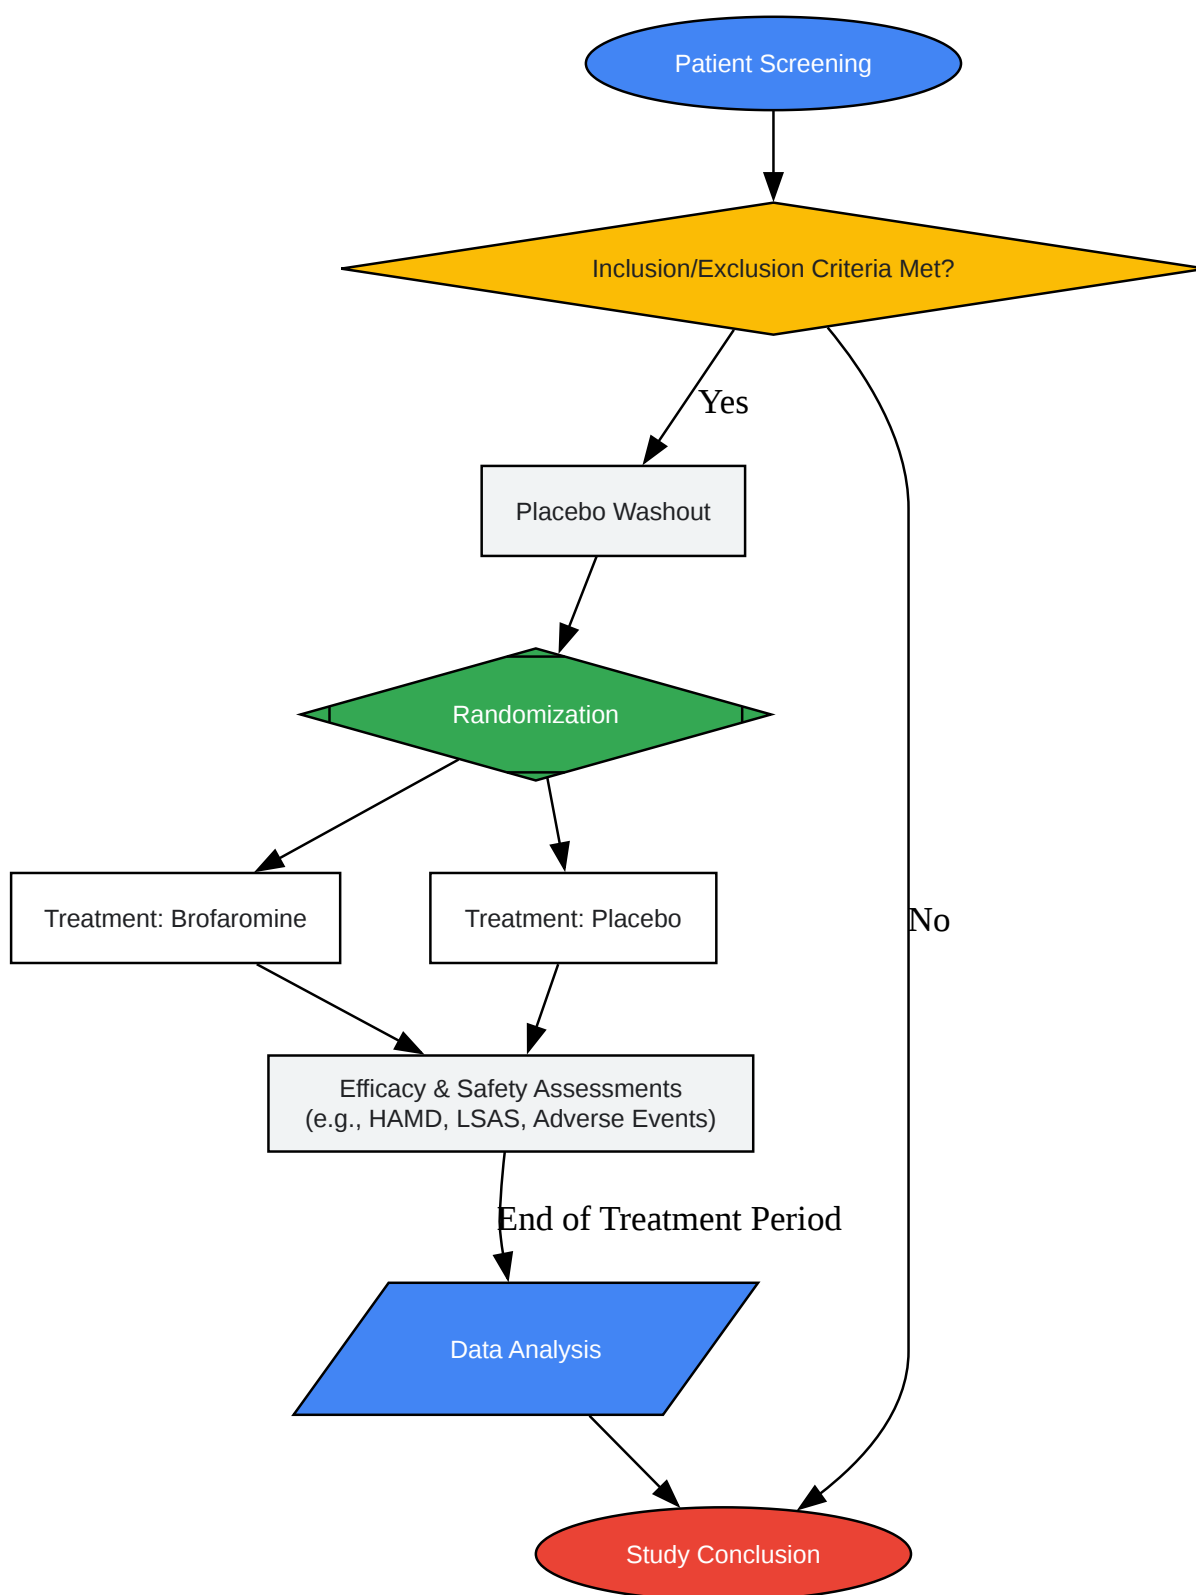 Patient Screening
Inclusion/Exclusion Criteria Met?
Yes
Placebo Washout
Randomization
Treatment: Brofaromine
Treatment: Placebo
No
Efficacy & Safety Assessments
(e.g., HAMD, LSAS, Adverse Events)
End of Treatment Period
Data Analysis
Study Conclusion